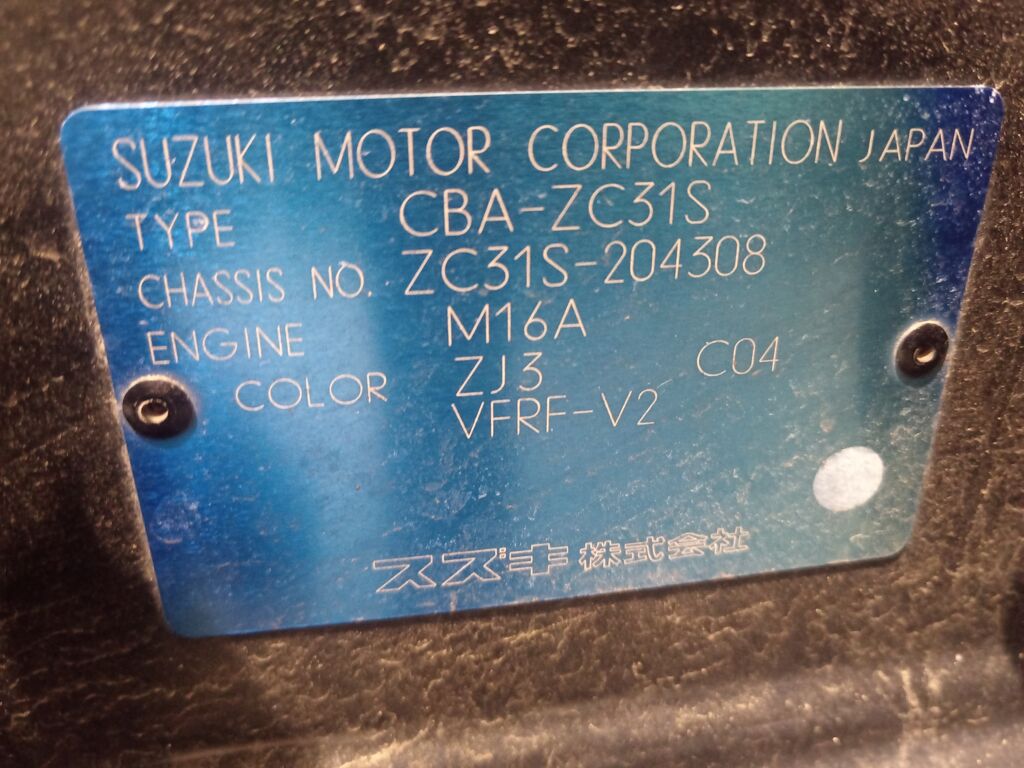 SUZUKI MOTOR CORPORATION JAPAN
TYPE CBA-ZC31S
CHASSIS NO. ZC31S-204308
ENGINE M16A
COLOR ZJ3 C04
VFRF-V2
スズキ株式会社